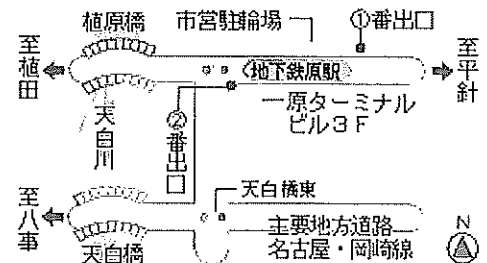 植原橋
市営駐輪場
①番出口
至植田
地下鉄原駅
至平針
天白川
②番出口
原ターミナル
ビル3F
至八事
天白橋東
天白橋
主要地方道路
名古屋・岡崎線
N